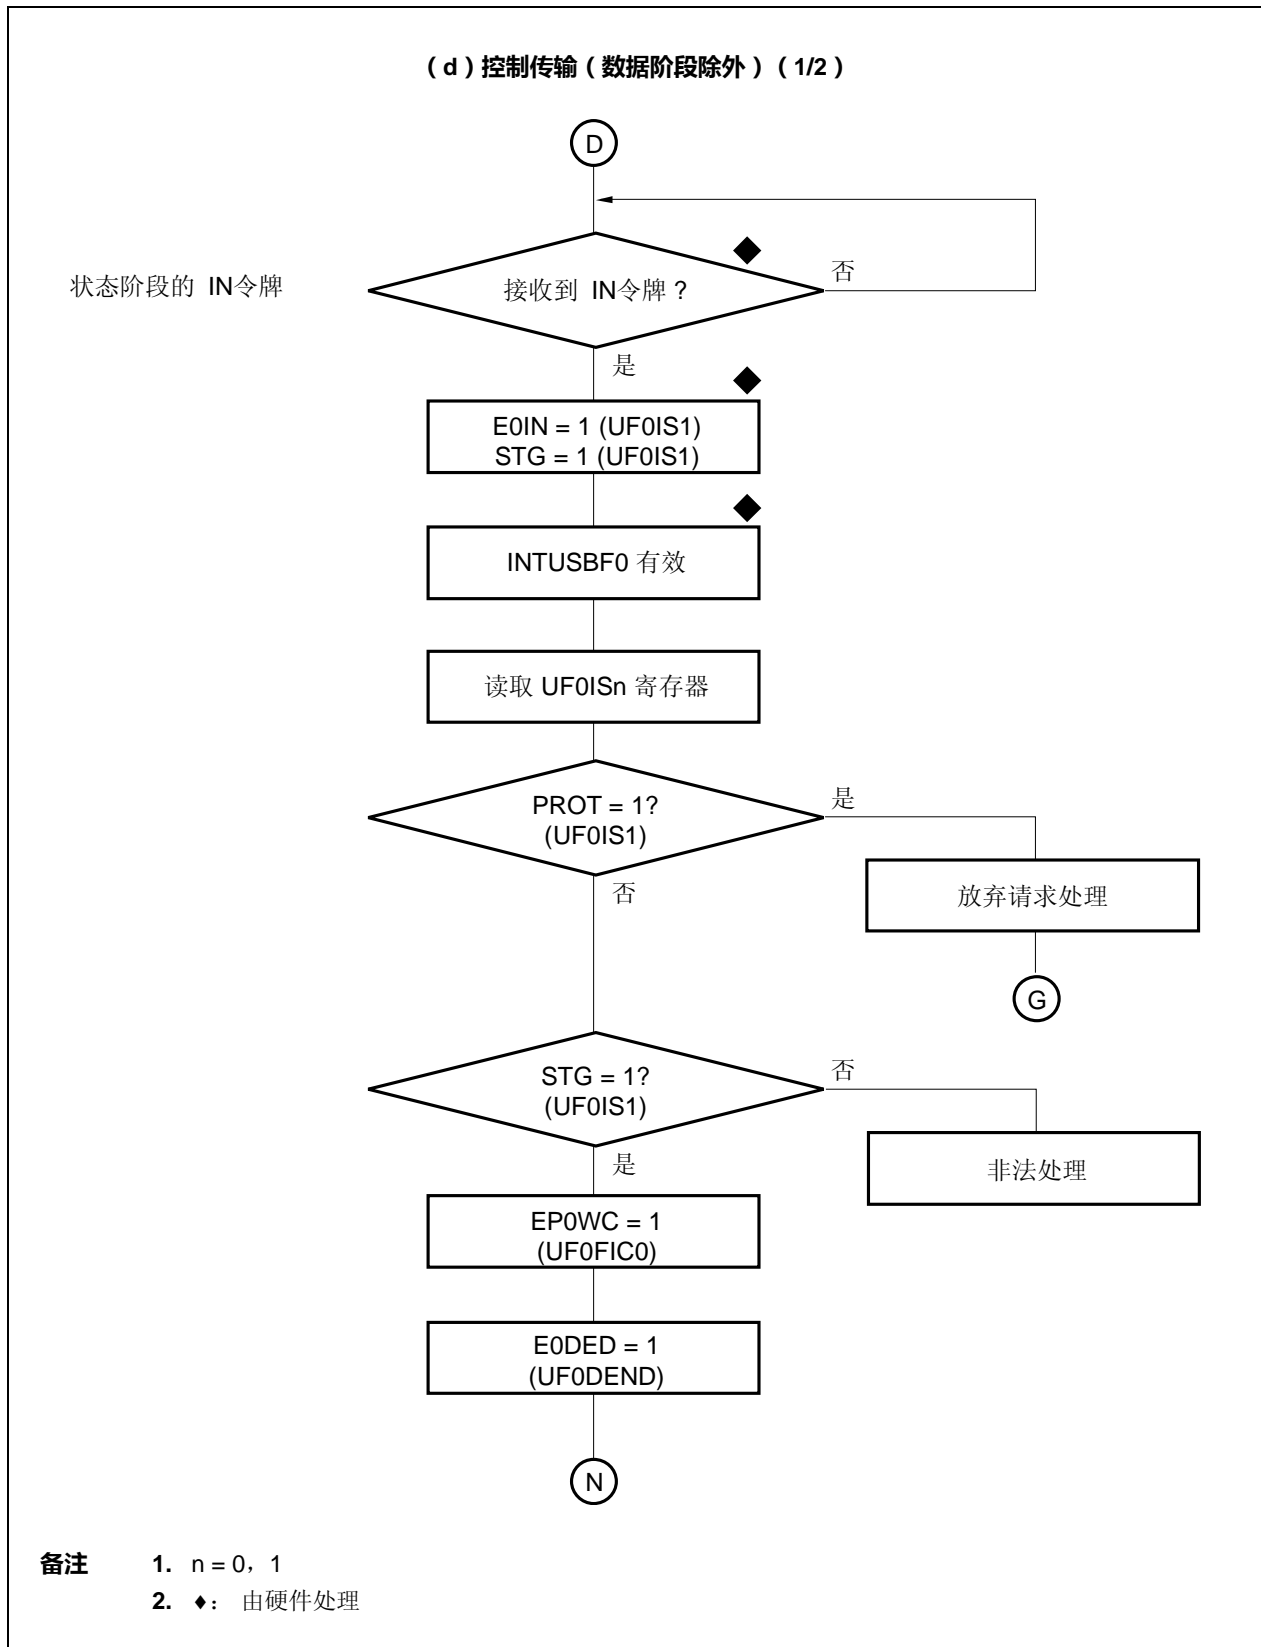 （d）控制传输（数据阶段除外）（1/2）
D
状态阶段的 IN令牌
接收到 IN令牌？
否
是
E0IN = 1 (UF0IS1)
STG = 1 (UF0IS1)
INTUSBF0 有效
读取 UF0ISn 寄存器
PROT = 1?
(UF0IS1)
是
否
放弃请求处理
G
STG = 1?
(UF0IS1)
否
是
非法处理
EP0WC = 1
(UF0FIC0)
E0DED = 1
(UF0DEND)
N
备注 1. n = 0，1
2. ♦： 由硬件处理